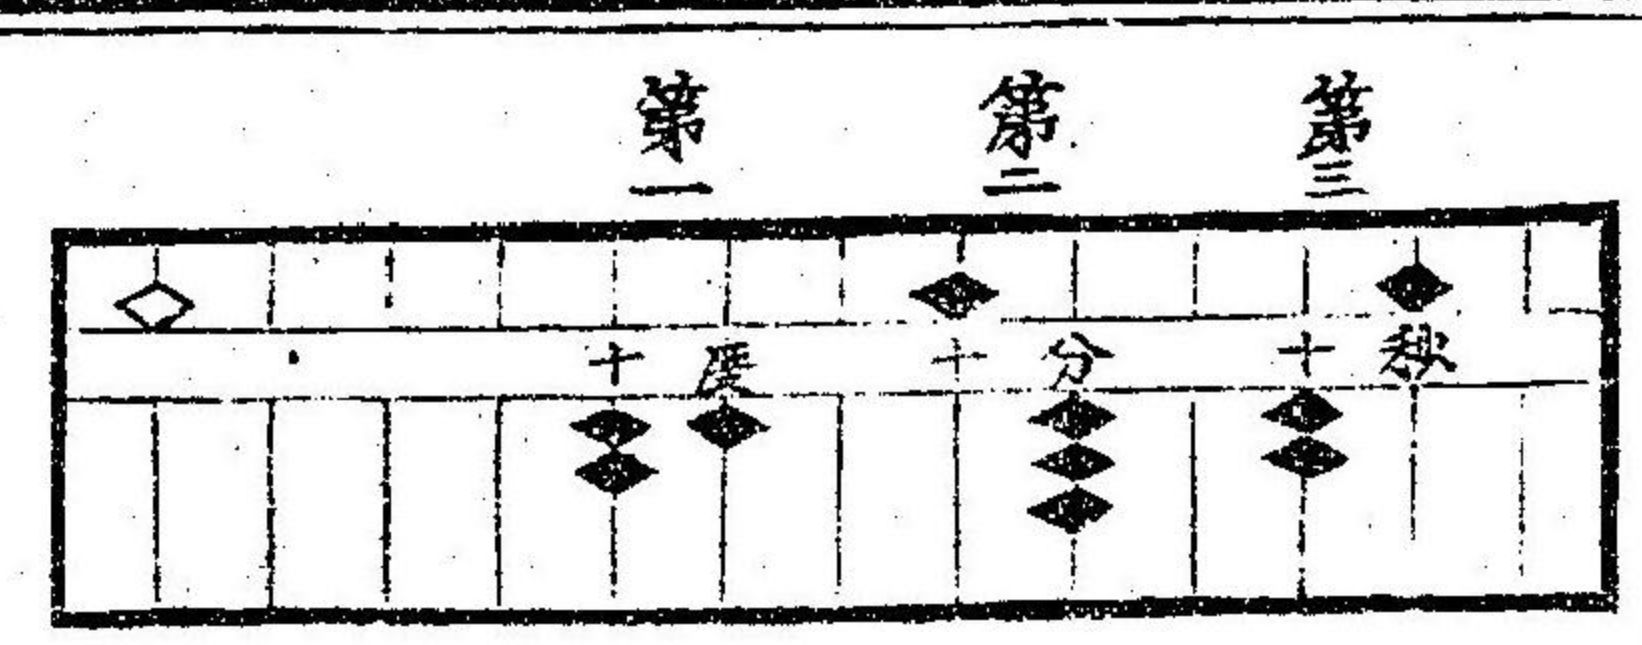 第一
第二
第三
十度
十分
十秒